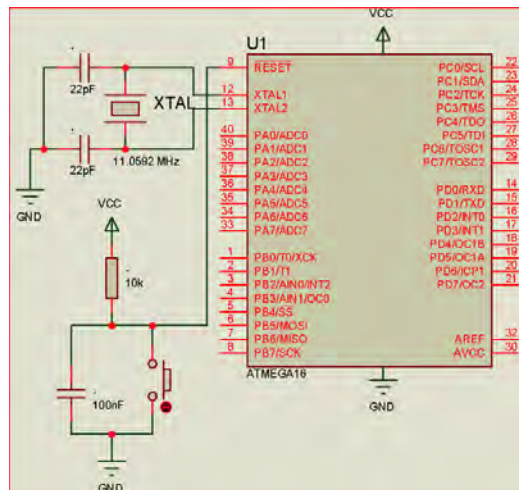 VCC
U1
22pF
XTAL
22pF
11.0592 MHz
GND
VCC
10k
100nF
GND
9 RESET
12 XTAL1
13 XTAL2
40 PA0/ADC0
39 PA1/ADC1
38 PA2/ADC2
37 PA3/ADC3
36 PA4/ADC4
35 PA5/ADC5
34 PA6/ADC6
33 PA7/ADC7
1 PB0/T0/XCK
2 PB1/T1
3 PB2/AIN0/INT2
4 PB3/AIN1/OC0
5 PB4/SS
6 PB5/MOSI
7 PB6/MISO
8 PB7/SCK
PC0/SCL 22
PC1/SDA 23
PC2/TCK 24
PC3/TMS 25
PC4/TDO 26
PC5/TDI 27
PC6/TOSC1 28
PC7/TOSC2 29
PD0/RXD 14
PD1/TXD 15
PD2/INT0 16
PD3/INT1 17
PD4/OC1B 18
PD5/OC1A 19
PD6/ICP1 20
PD7/OC2 21
AREF 32
AVCC 30
ATMEGA16
GND